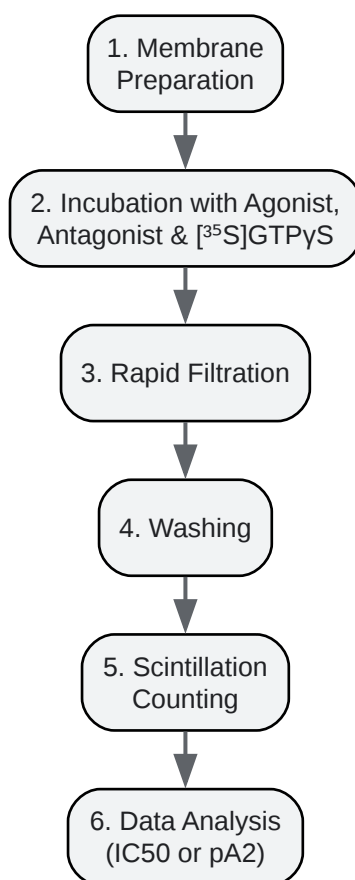 1. Membrane
Preparation
2. Incubation with Agonist,
Antagonist & [³⁵S]GTPγS
3. Rapid Filtration
4. Washing
5. Scintillation
Counting
6. Data Analysis
(IC50 or pA2)